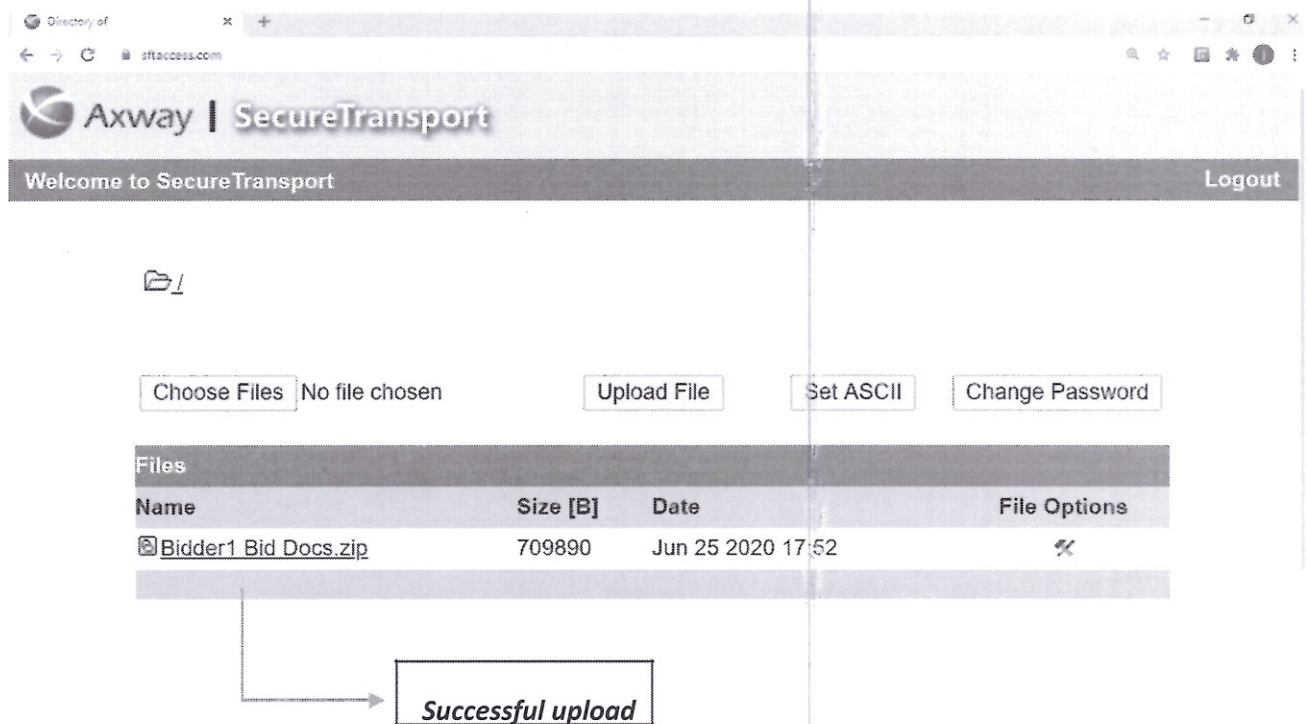 Directory of
sftaccess.com
Axway | SecureTransport
Welcome to SecureTransport Logout
/
Choose Files No file chosen Upload File Set ASCII Change Password
Files
Name Size [B] Date File Options
Bidder1 Bid Docs.zip 709890 Jun 25 2020 17:52
Successful upload